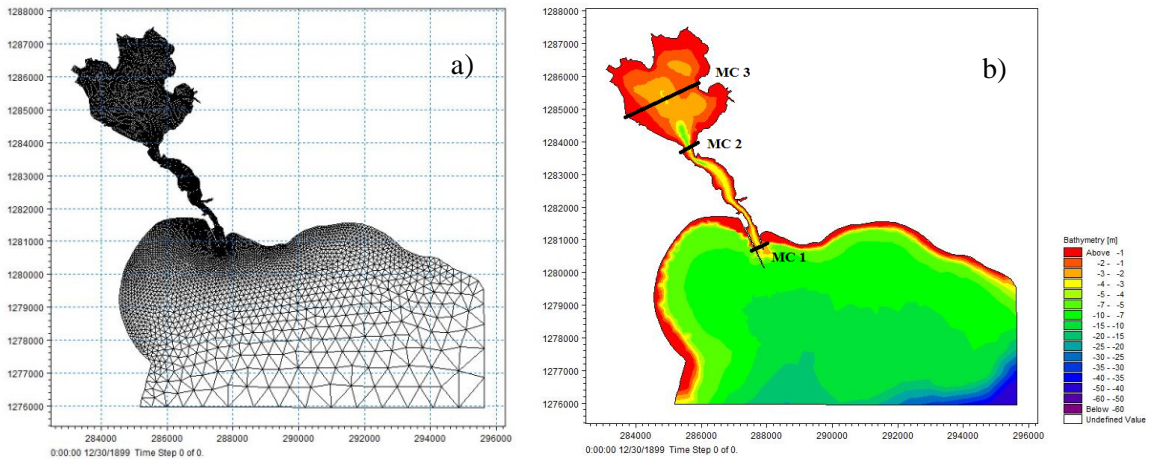 a)
1288000
1287000
1286000
1285000
1284000
1283000
1282000
1281000
1280000
1279000
1278000
1277000
1276000
284000 286000 288000 290000 292000 294000 296000
0:00:00 12/30/1899 Time Step 0 of 0.
b)
1288000
1287000
1286000
1285000
1284000
1283000
1282000
1281000
1280000
1279000
1278000
1277000
1276000
MC 3
MC 2
MC 1
284000 286000 288000 290000 292000 294000 296000
0:00:00 12/30/1899 Time Step 0 of 0.
Bathymetry [m]
Above -1
-2 - -1
-3 - -2
-4 - -3
-5 - -4
-7 - -5
-10 - -7
-15 - -10
-20 - -15
-25 - -20
-30 - -25
-35 - -30
-40 - -35
-50 - -40
-60 - -50
Below -60
Undefined Value